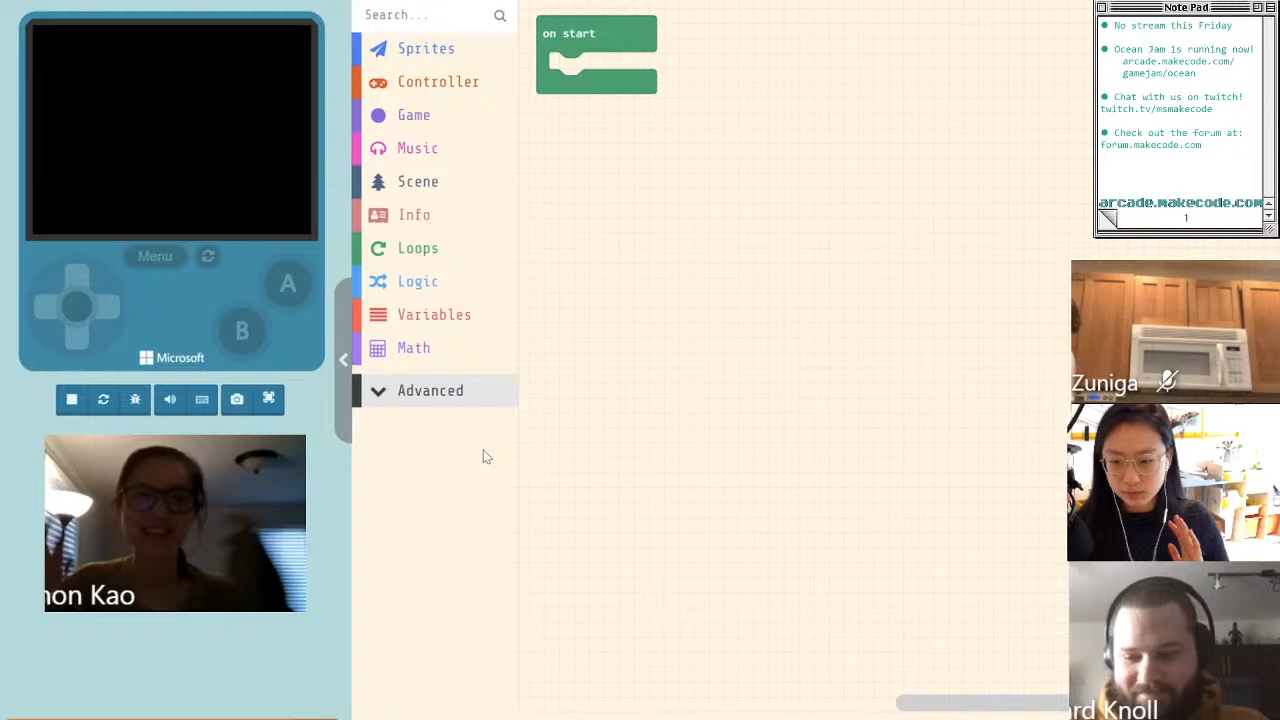 Search...
Sprites
Controller
Game
Music
Scene
Info
Loops
Logic
Variables
Math
Advanced
on start
Menu
A
B
Microsoft
Note Pad
No stream this Friday
Ocean Jam is running now!
arcade.makecode.com/
gamejam/ocean
Chat with us on twitch!
twitch.tv/msmakecode
Check out the forum at:
forum.makecode.com
arcade.makecode.com
1
Zuniga
non Kao
ard Knoll